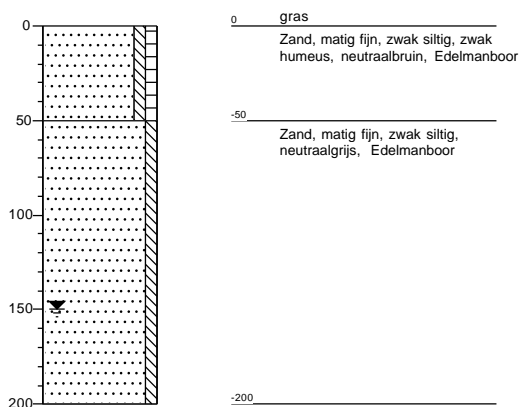 0
50
100
150
200
0 gras
Zand, matig fijn, zwak siltig, zwak
humeus, neutraalbruin, Edelmanboor
-50
Zand, matig fijn, zwak siltig,
neutraalgrijs, Edelmanboor
-200